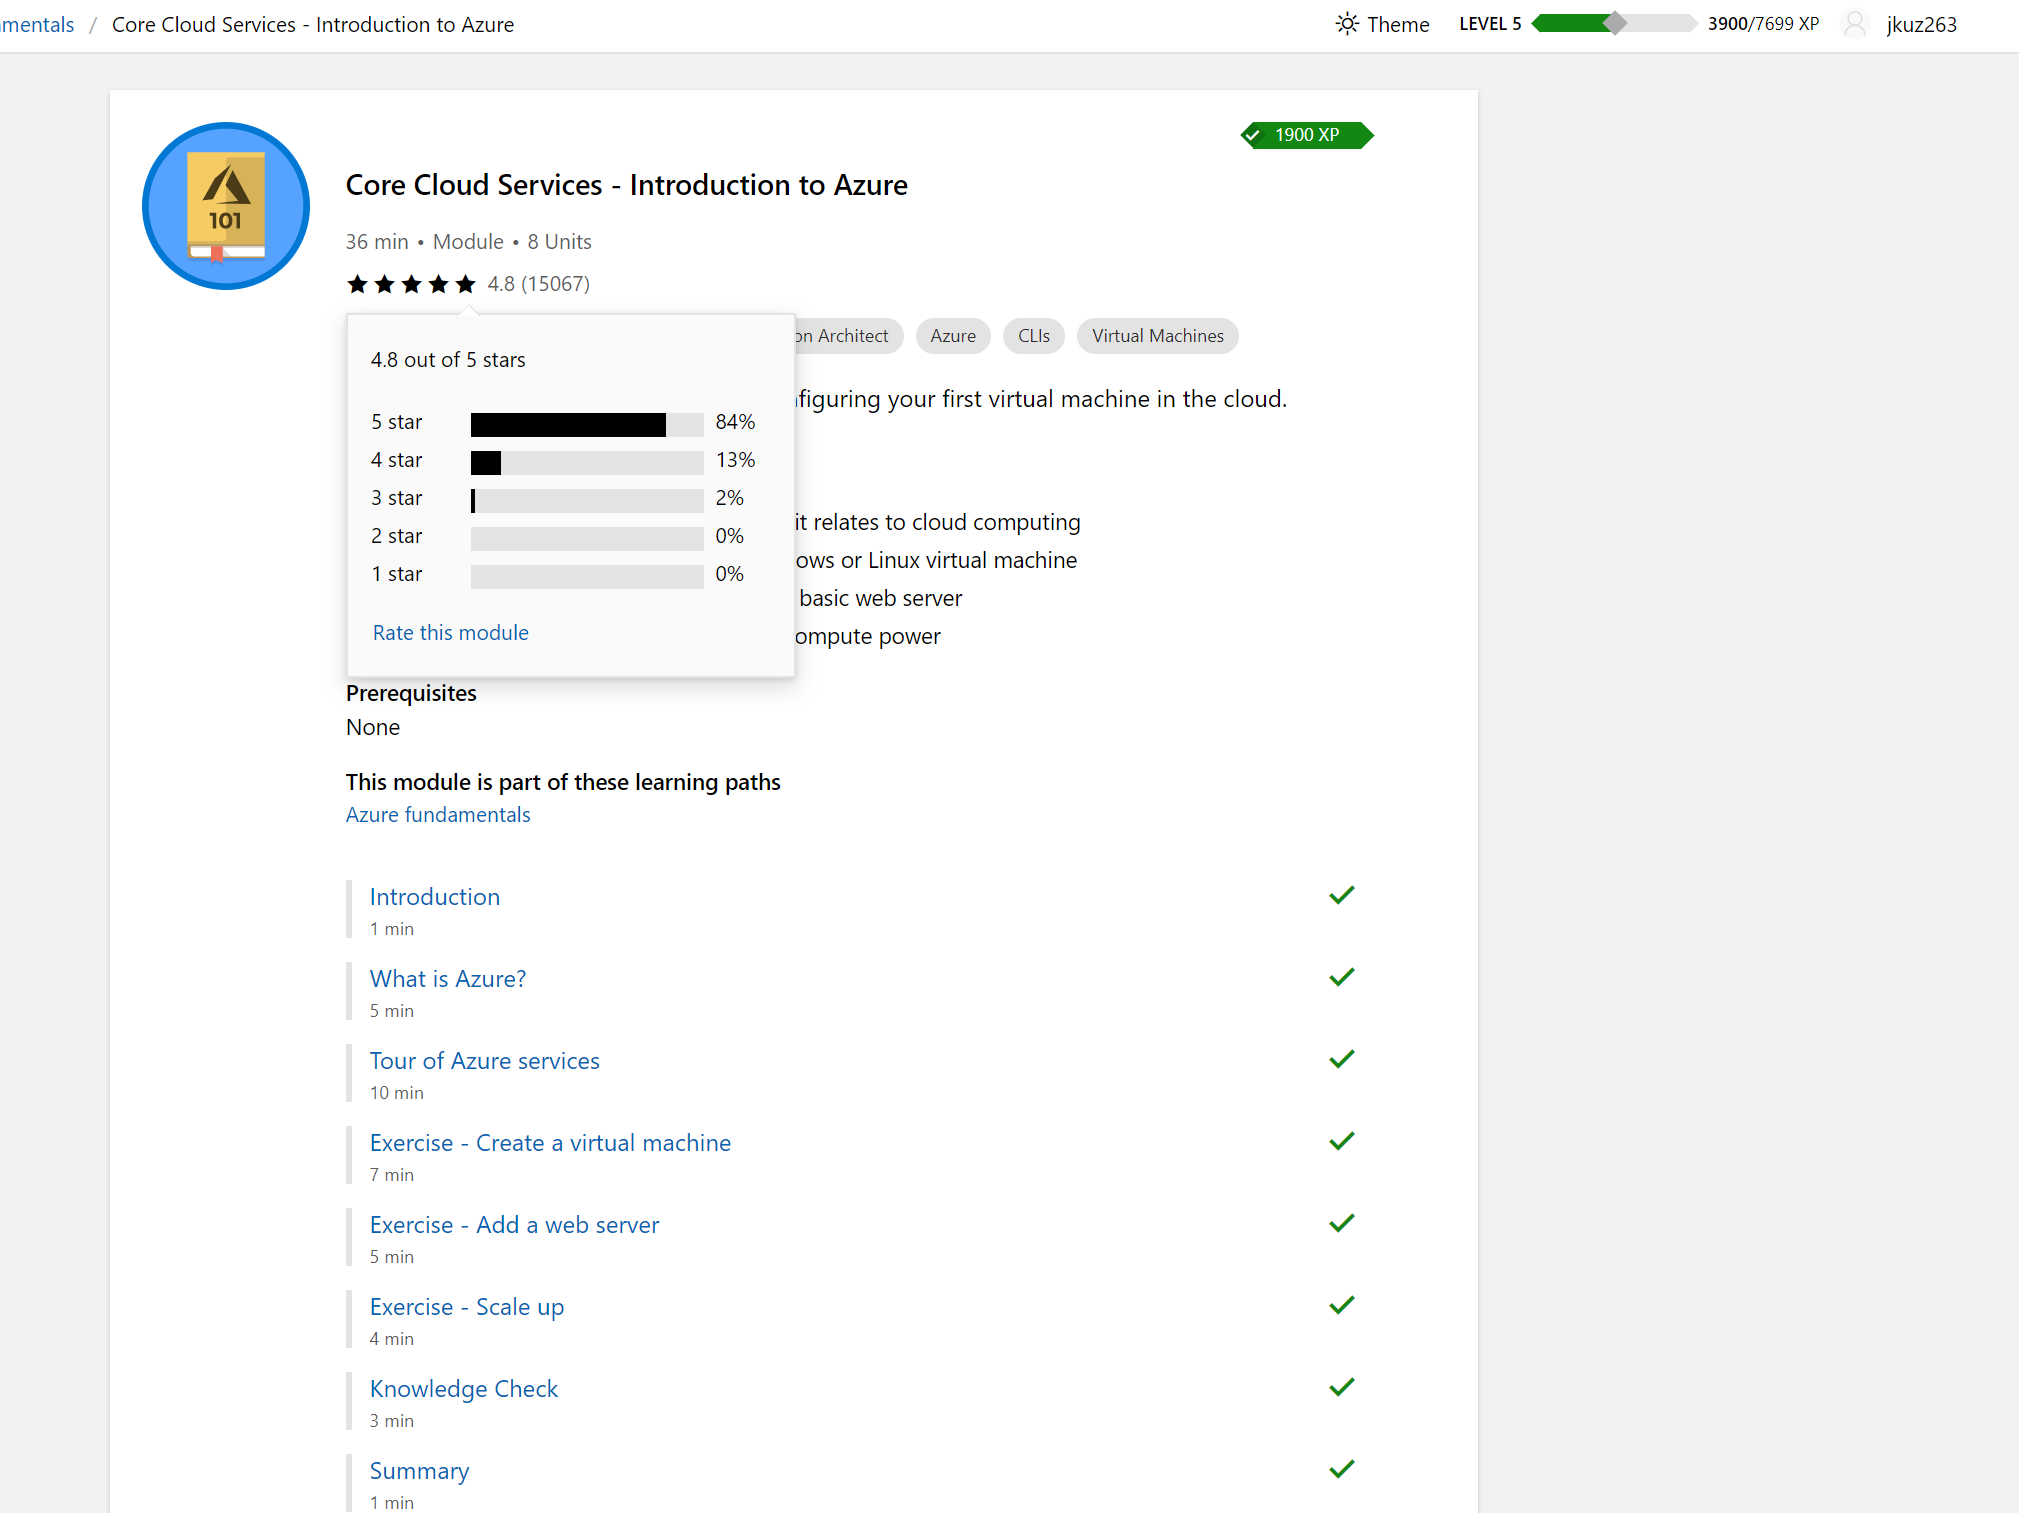 / Core Cloud Services - Introduction to Azure
Theme LEVEL 5 3900/7699 XP jkuz263
1900 XP
101
Core Cloud Services - Introduction to Azure
36 min • Module • 8 Units
4.8 (15067)
Architect Azure CLIs Virtual Machines
4.8 out of 5 stars
your first virtual machine in the cloud.
5 star 84%
4 star 13%
3 star 2%
2 star 0%
1 star 0%
it relates to cloud computing
or Linux virtual machine
basic web server
power
Rate this module
Prerequisites
None
This module is part of these learning paths
Azure fundamentals
Introduction
1 min
What is Azure?
5 min
Tour of Azure services
10 min
Exercise - Create a virtual machine
7 min
Exercise - Add a web server
5 min
Exercise - Scale up
4 min
Knowledge Check
3 min
Summary
1 min